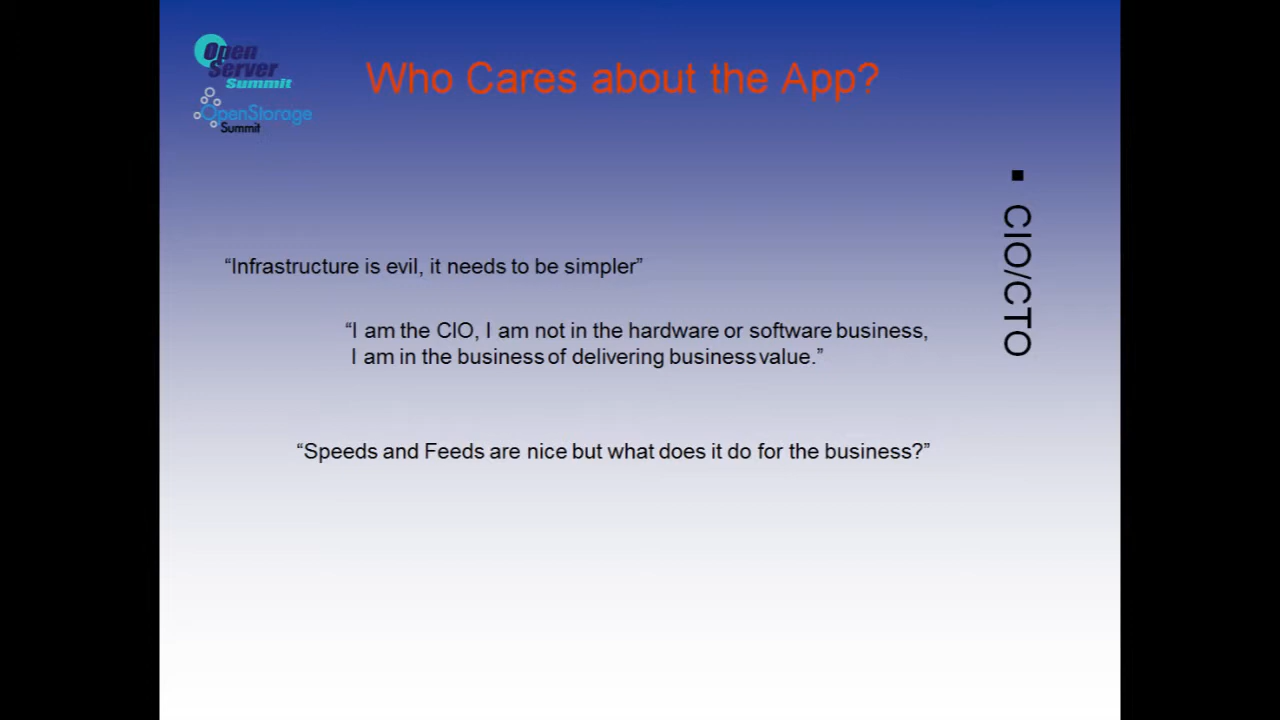 Open
Server
Summit
OpenStorage
Summit
Who Cares about the App?
▪ CIO/CTO
“Infrastructure is evil, it needs to be simpler”
“I am the CIO, I am not in the hardware or software business,
I am in the business of delivering business value.”
“Speeds and Feeds are nice but what does it do for the business?”